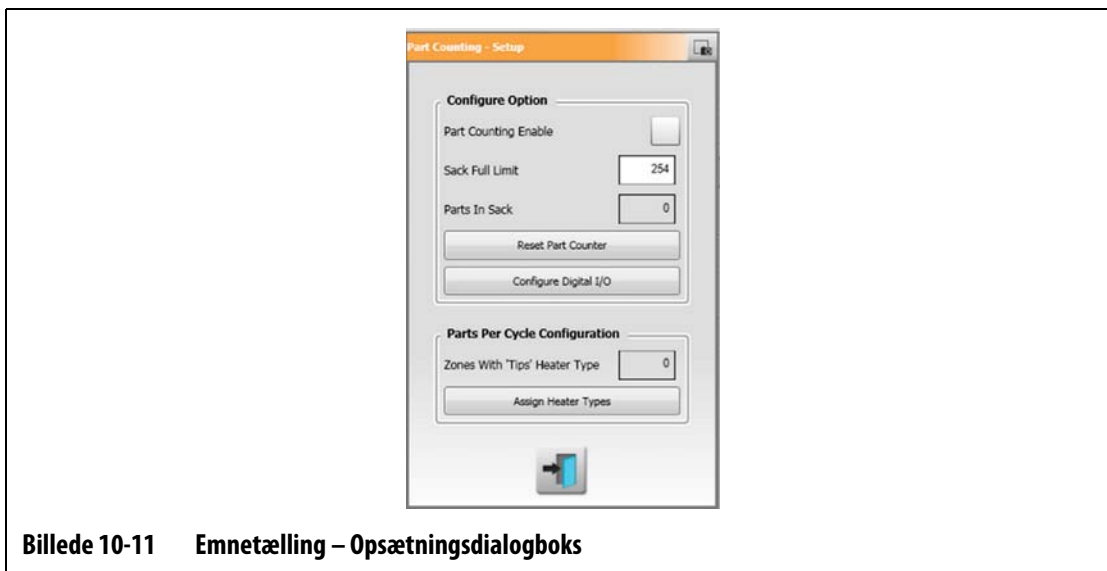 Part Counting - Setup
Configure Option
Part Counting Enable
Sack Full Limit 254
Parts In Sack 0
Reset Part Counter
Configure Digital I/O
Parts Per Cycle Configuration
Zones With 'Tips' Heater Type 0
Assign Heater Types
Billede 10-11 Emnetælling – Opsætningsdialogboks